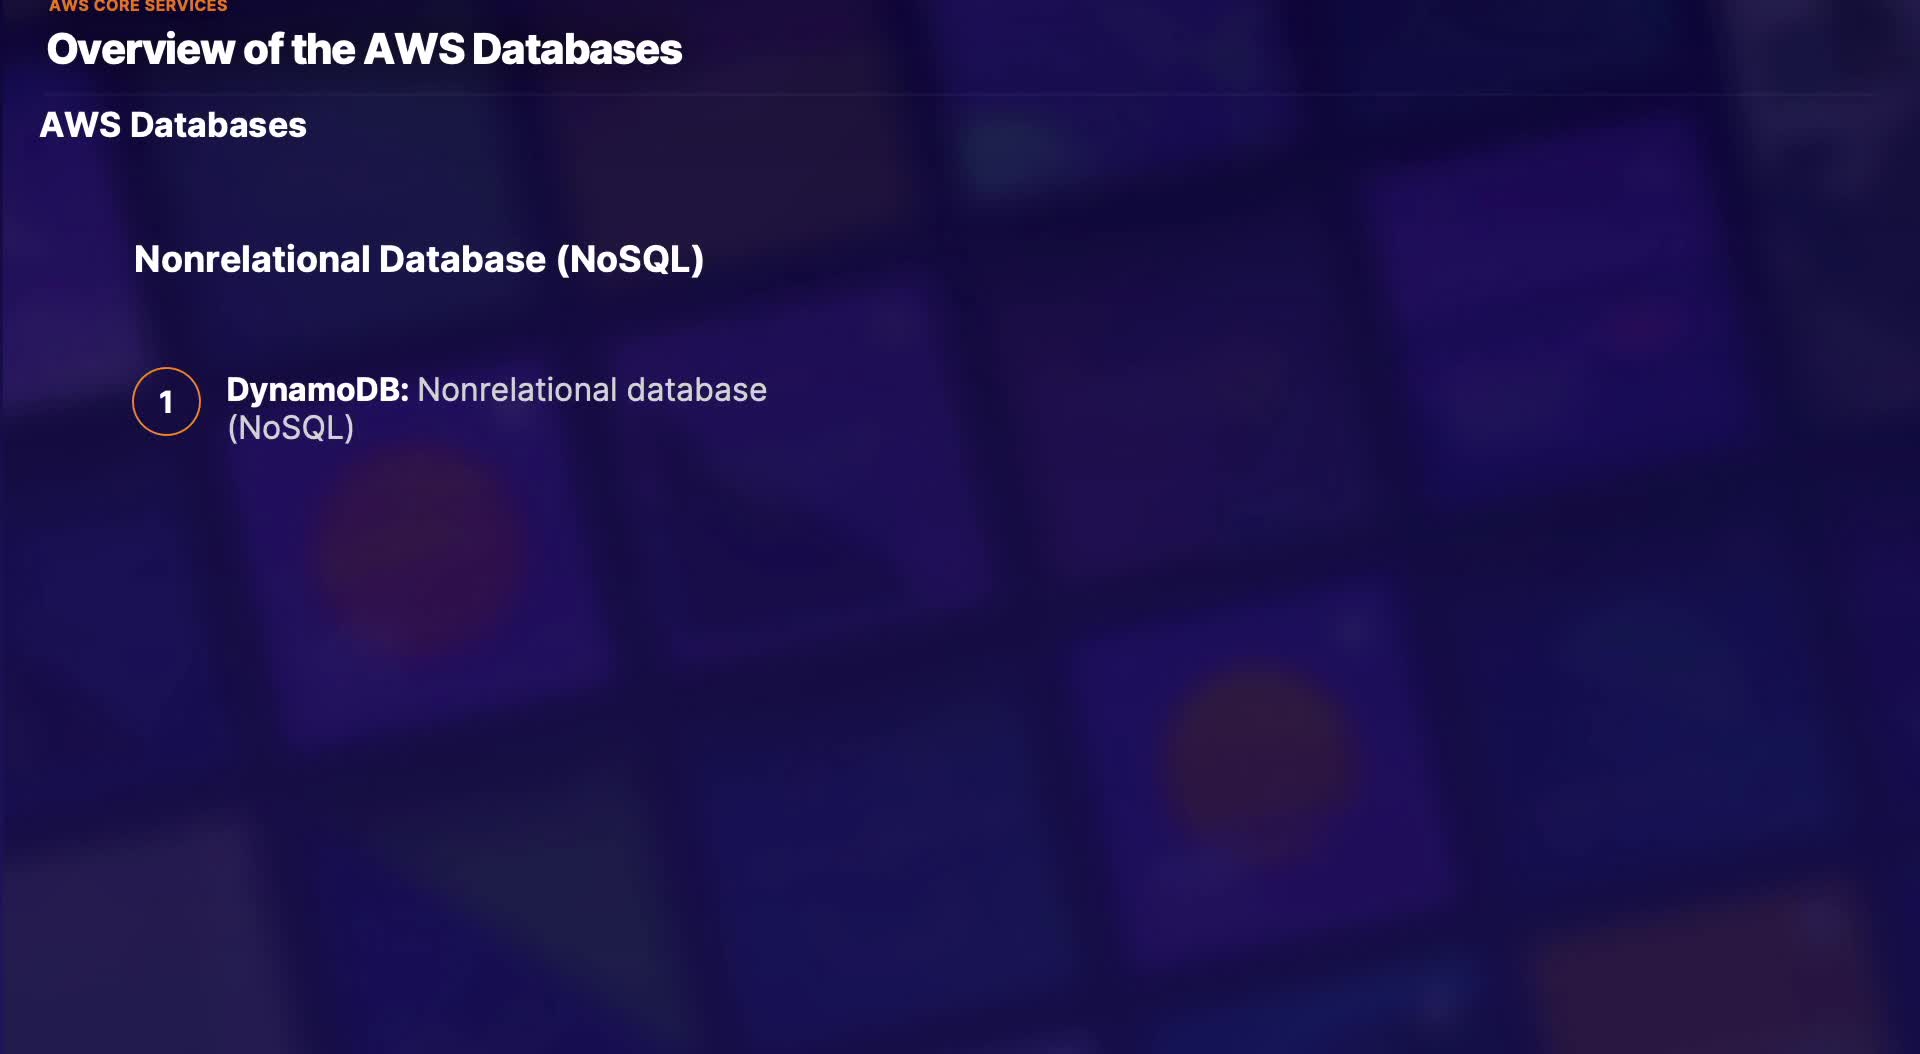 AWS CORE SERVICES
Overview of the AWS Databases
AWS Databases
Nonrelational Database (NoSQL)
1
DynamoDB: Nonrelational database
(NoSQL)